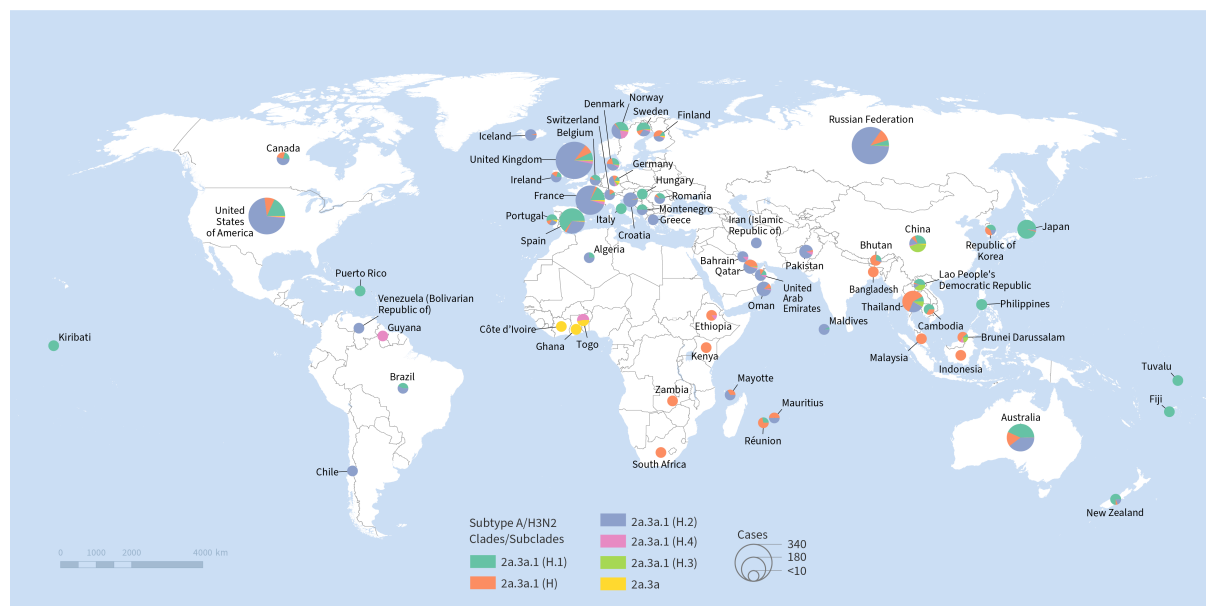 Norway
Denmark
Sweden
Switzerland
Finland
Belgium
Russian Federation
Iceland
Canada
United Kingdom
Germany
Ireland
Hungary
France
Romania
United
States
of America
Portugal
Italy
Montenegro
Greece
Spain
Croatia
Iran (Islamic
Republic of)
China
Japan
Republic of
Korea
Algeria
Bhutan
Bahrain
Qatar
Pakistan
Puerto Rico
Bangladesh
Lao People's
Democratic Republic
United
Arab
Emirates
Oman
Venezuela (Bolivarian
Republic of)
Thailand
Philippines
Guyana
Côte d'Ivoire
Ghana
Togo
Ethiopia
Maldives
Cambodia
Kiribati
Brunei Darussalam
Kenya
Malaysia
Indonesia
Tuvalu
Brazil
Mayotte
Zambia
Mauritius
Fiji
Réunion
Australia
South Africa
Chile
New Zealand
Subtype A/H3N2
Clades/Subclades
2a.3a.1 (H.1)
2a.3a.1 (H)
2a.3a.1 (H.2)
2a.3a.1 (H.4)
2a.3a.1 (H.3)
2a.3a
Cases
340
180
<10
0 1000 2000 4000 km